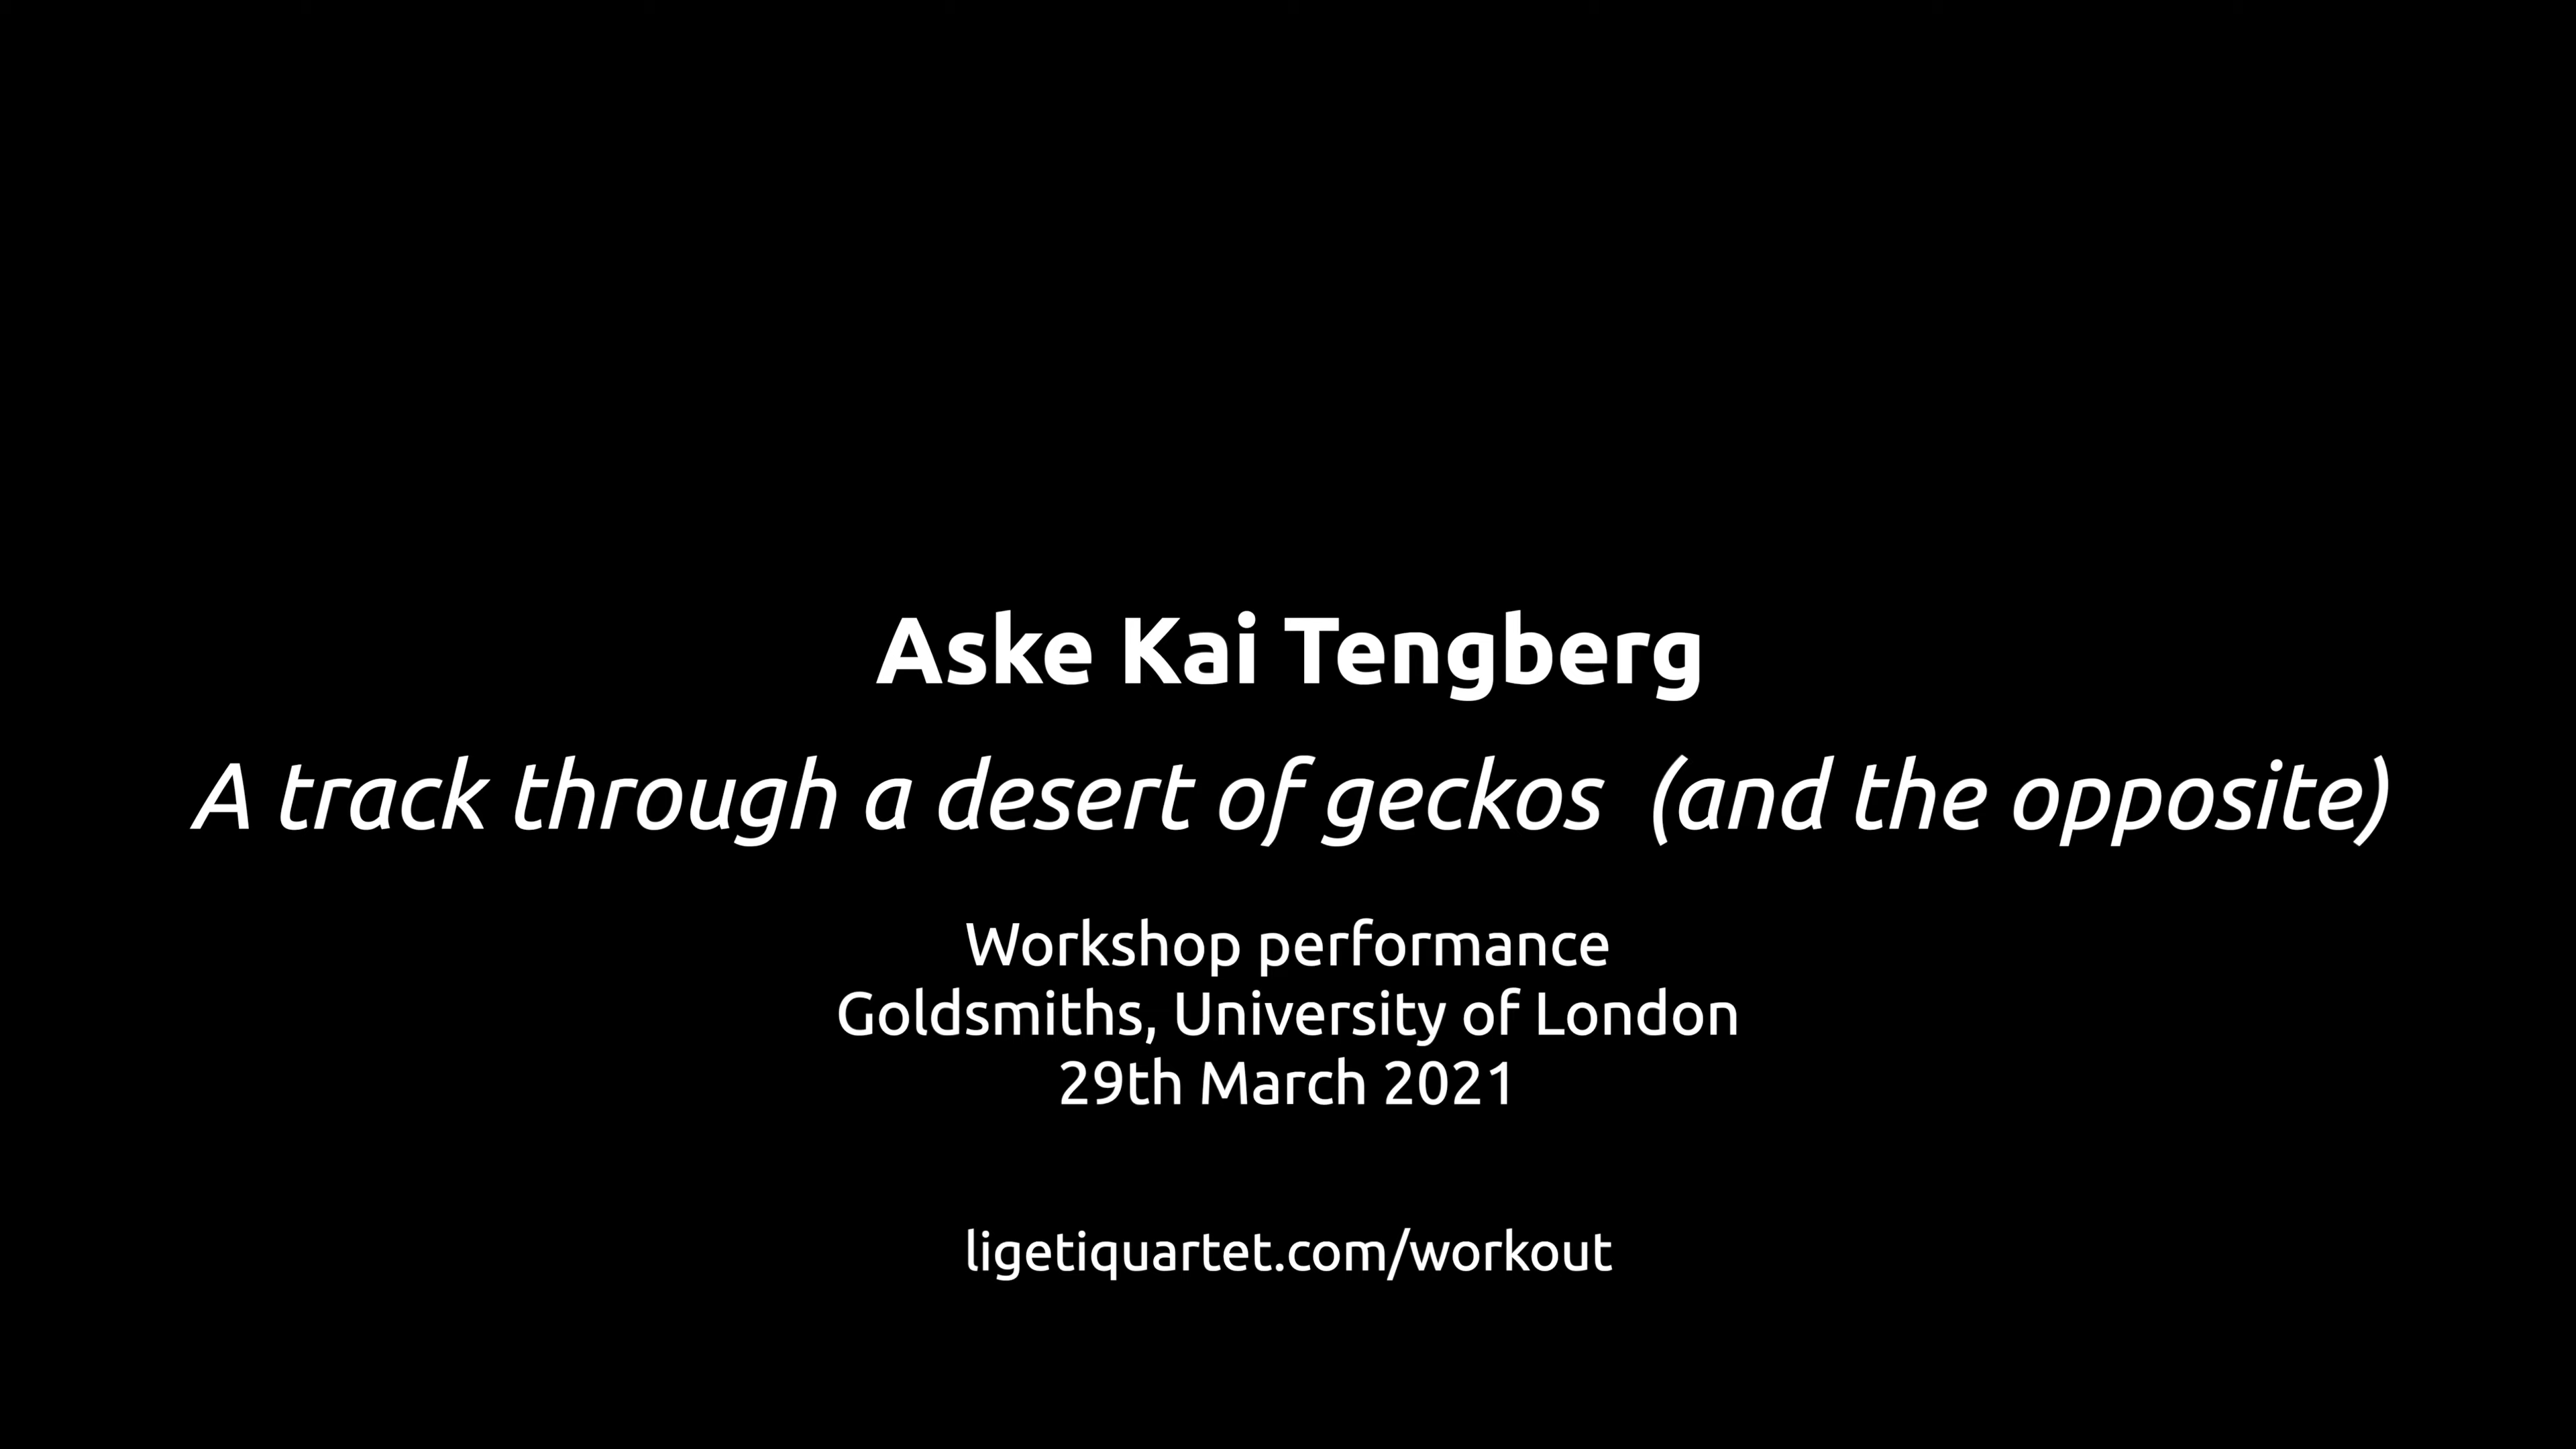 Aske Kai Tengberg
A track through a desert of geckos (and the opposite)
Workshop performance
Goldsmiths, University of London
29th March 2021
ligetiquartet.com/workout